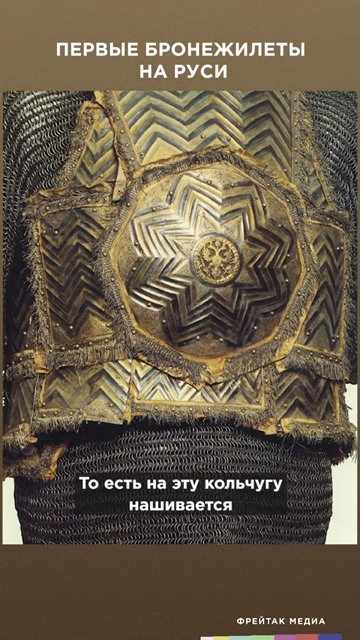 ПЕРВЫЕ БРОНЕЖИЛЕТЫ
НА РУСИ
То есть на эту кольчугу
нашивается
ФРЕЙТАК МЕДИА